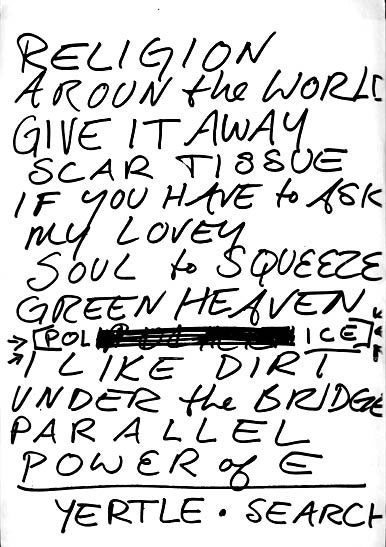 RELIGION
AROUN the WORLD
GIVE IT AWAY
SCAR TISSUE
IF YOU HAVE to ASK
MY LOVEY
SOUL to SQUEEZE
GREEN HEAVEN
POL ICE
I LIKE DIRT
UNDER the BRIDGE
PARALLEL
POWER of E
YERTLE • SEARCH